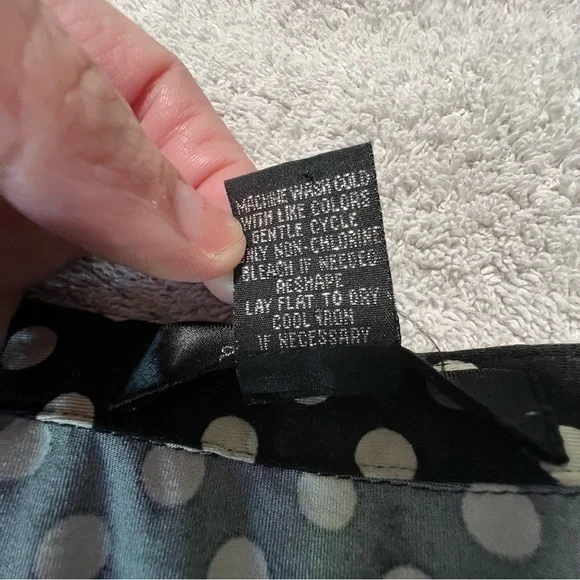 MACHINE WASH COLD
WITH LIKE COLORS
GENTLE CYCLE
ONLY NON-CHLORINE
BLEACH IF NEEDED
RESHAPE
LAY FLAT TO DRY
COOL IRON
IF NECESSARY